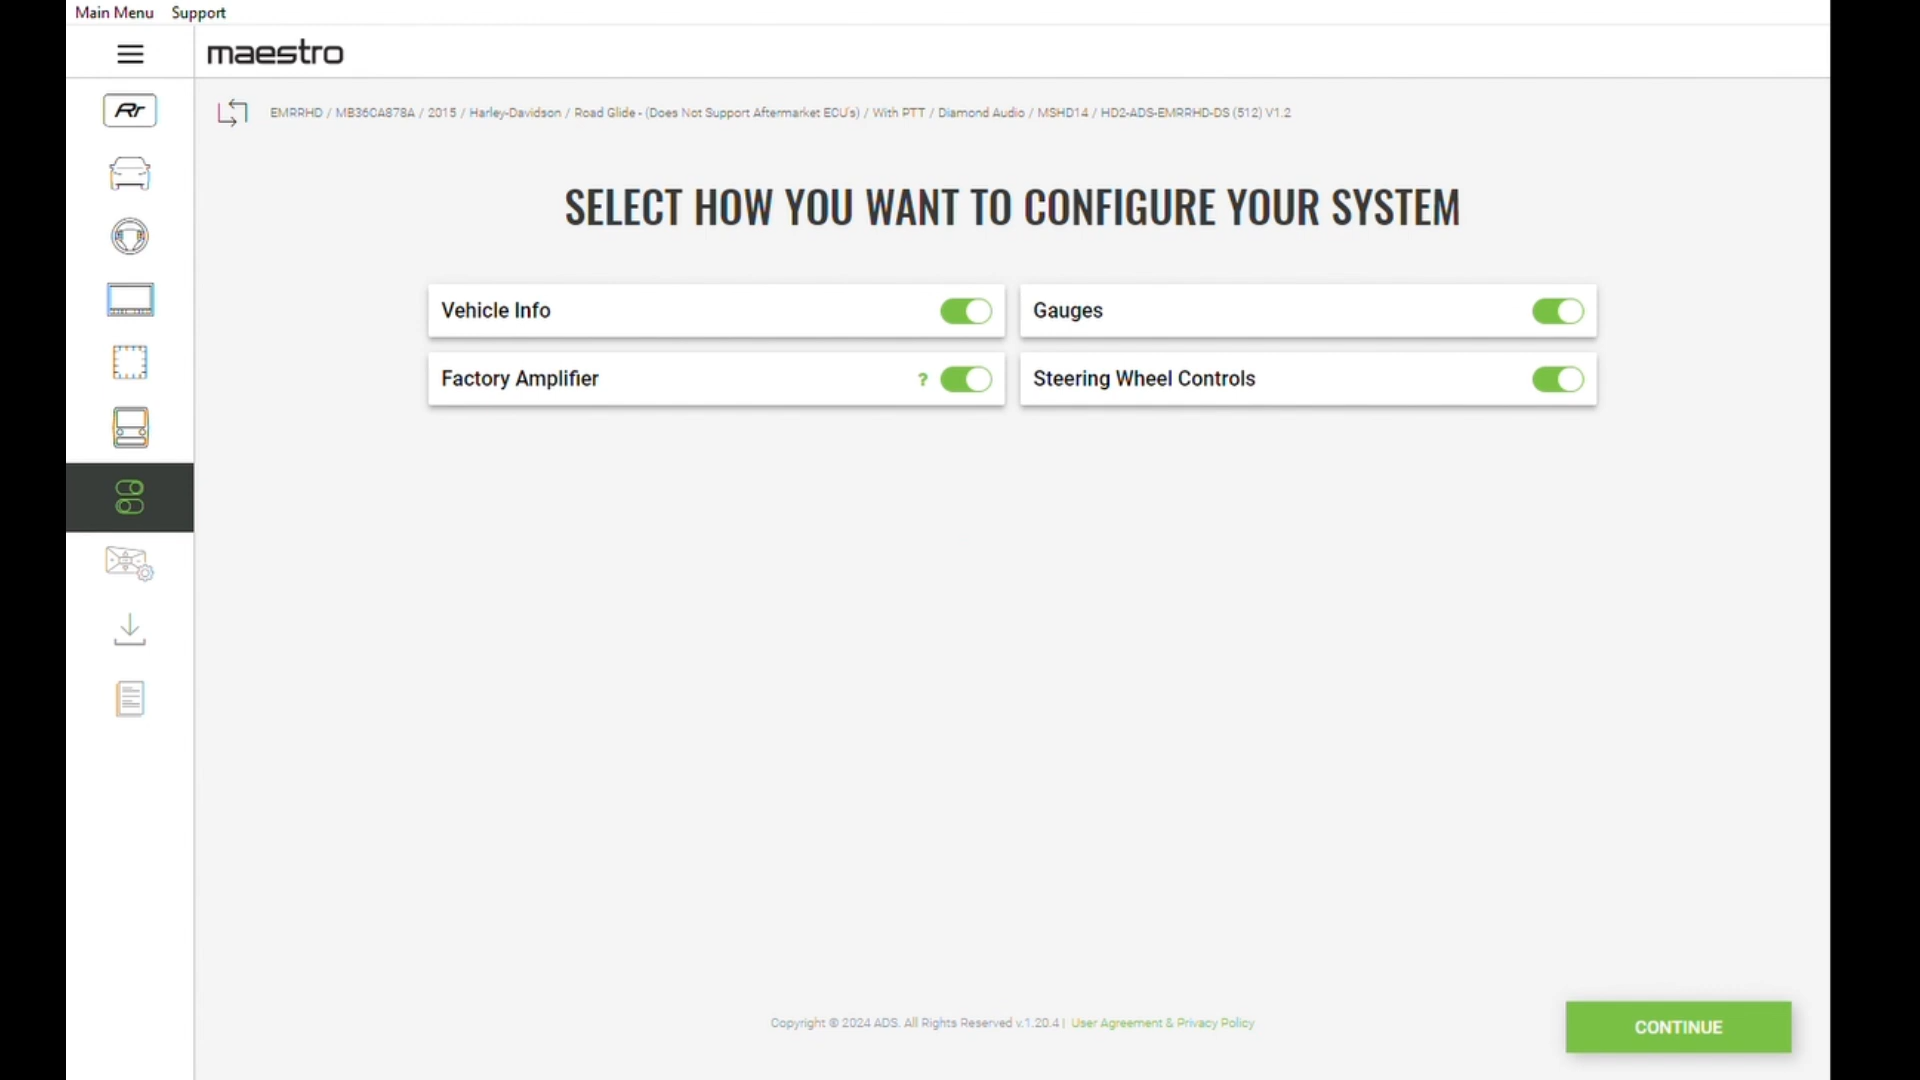 Main Menu Support
maestro
Rr
EMRRHD / MB36CA878A / 2015 / Harley-Davidson / Road Glide - (Does Not Support Aftermarket ECU's) / With PTT / Diamond Audio / MSHD14 / HD2-ADS-EMRRHD-DS (512) V1.2
SELECT HOW YOU WANT TO CONFIGURE YOUR SYSTEM
Vehicle Info
Gauges
Factory Amplifier ?
Steering Wheel Controls
Copyright © 2024 ADS. All Rights Reserved v.1.20.4 | User Agreement & Privacy Policy
CONTINUE